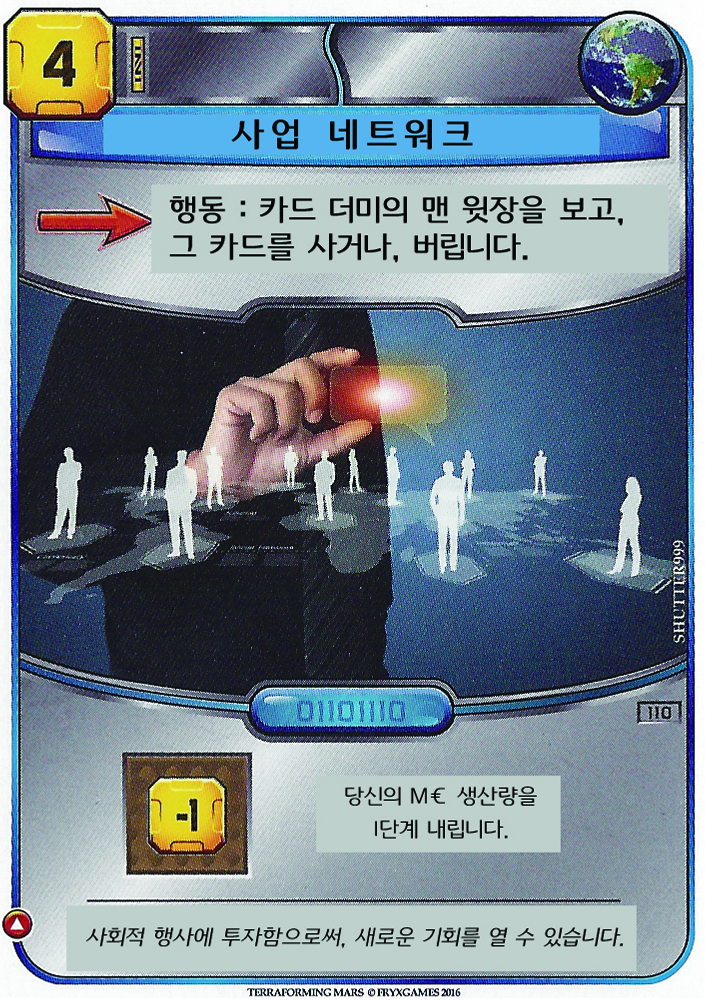 4
사업 네트워크
행동 : 카드 더미의 맨 윗장을 보고,
그 카드를 사거나, 버립니다.
SHUTTER999
01101110
110
-1
당신의 M€ 생산량을
1단계 내립니다.
사회적 행사에 투자함으로써, 새로운 기회를 열 수 있습니다.
TERRAFORMING MARS © FRYXGAMES 2016